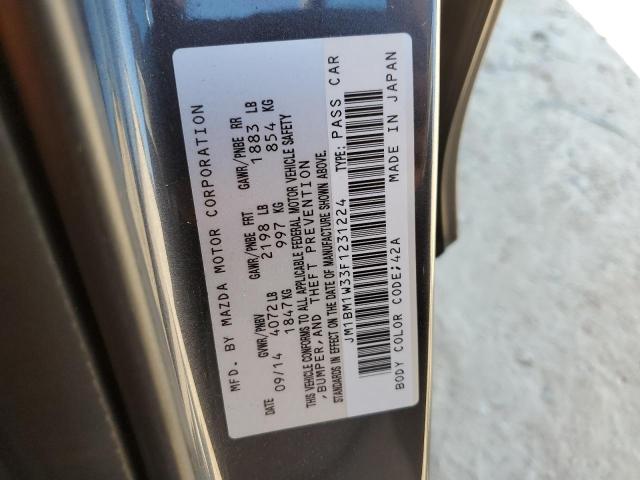 MFD. BY MAZDA MOTOR CORPORATION
GVWR/PNBV GAWR/PNBE FRT GAWR/PNBE RR
DATE 4072LB 2198 LB 1883 LB
09/14 1847KG 997 KG 854 KG
THIS VEHICLE CONFORMS TO ALL APPLICABLE FEDERAL MOTOR VEHICLE SAFETY
,BUMPER,AND THEFT PREVENTION
STANDARDS IN EFFECT ON THE DATE OF MANUFACTURE SHOWN ABOVE.
JM1BM1W33F1231224 TYPE: PASS CAR
BODY COLOR CODE;42A MADE IN JAPAN